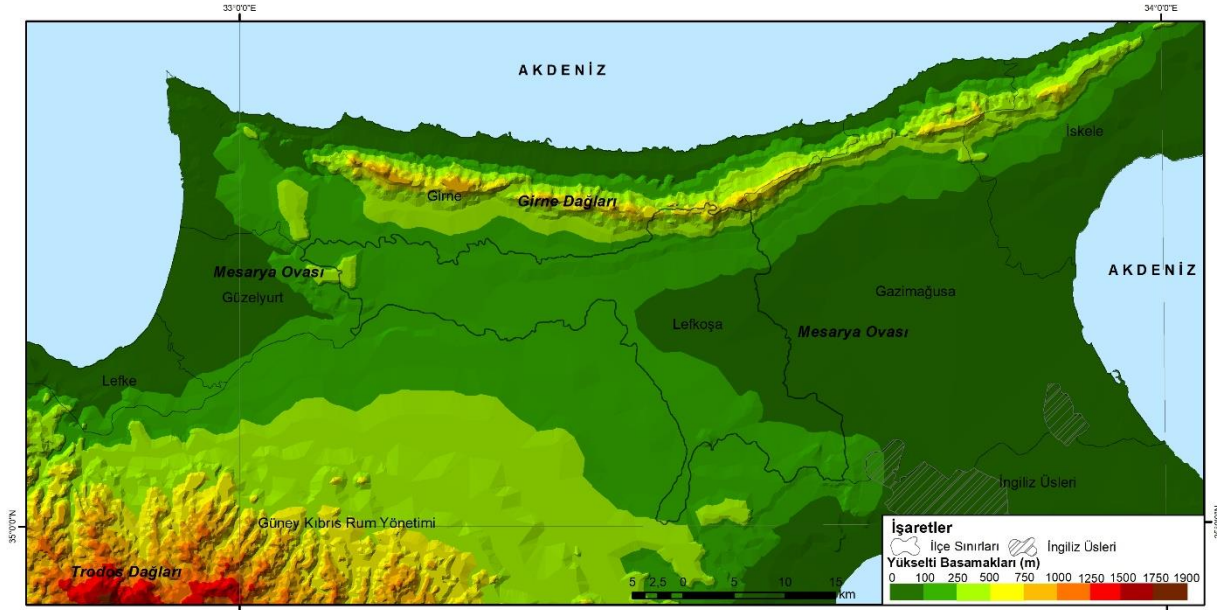 33°0'0"E
34°0'0"E
AKDENİZ
İskele
Girne
Girne Dağları
AKDENİZ
Mesarya Ovası
Güzelyurt
Gazimağusa
Lefkoşa
Mesarya Ovası
Lefke
İngiliz Üsleri
Güney Kıbrıs Rum Yönetimi
35°0'0"N
Trodos Dağları
İşaretler
İlçe Sınırları İngiliz Üsleri
Yükselti Basamakları (m)
0 100 250 500 750 1000 1250 1500 1750 1900
5 2,5 0 5 10 15
km